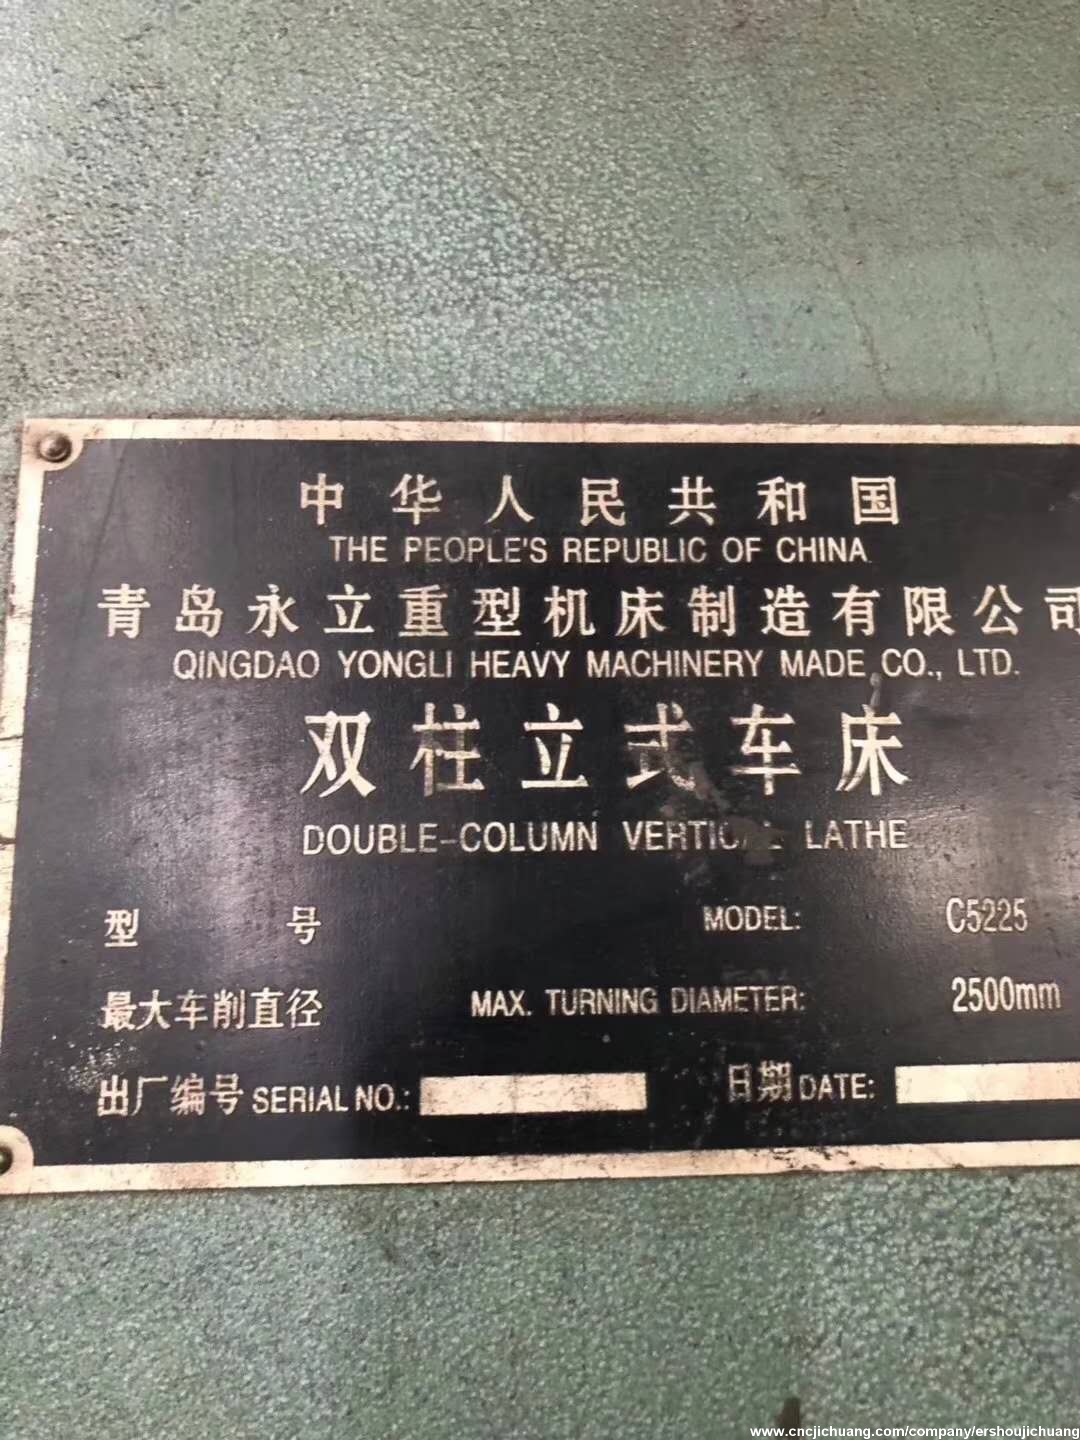 中华人民共和国
THE PEOPLE'S REPUBLIC OF CHINA
青岛永立重型机床制造有限公司
QINGDAO YONGLI HEAVY MACHINERY MADE CO., LTD.
双柱立式车床
DOUBLE-COLUMN VERTICAL LATHE
型 号 MODEL: C5225
最大车削直径 MAX. TURNING DIAMETER: 2500mm
出厂编号 SERIAL NO.: 日期 DATE:
www.cncjichuang.com/company/ershoujichuang